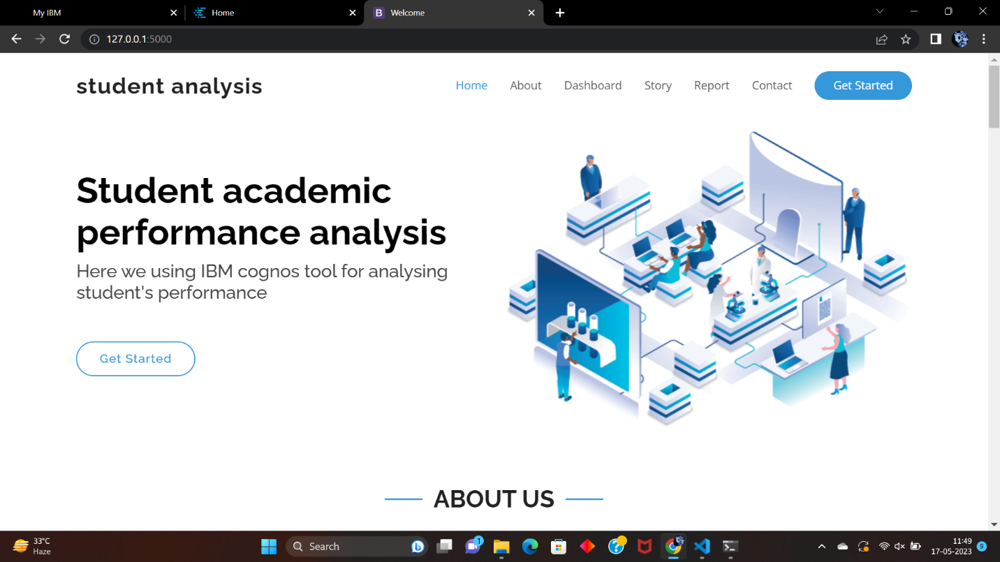 My IBM
Home
B Welcome
127.0.0.1:5000
student analysis
Home About Dashboard Story Report Contact Get Started
Student academic
performance analysis
Here we using IBM cognos tool for analysing
student's performance
Get Started
ABOUT US
33°C
Haze
Search
1
11:49
17-05-2023
9